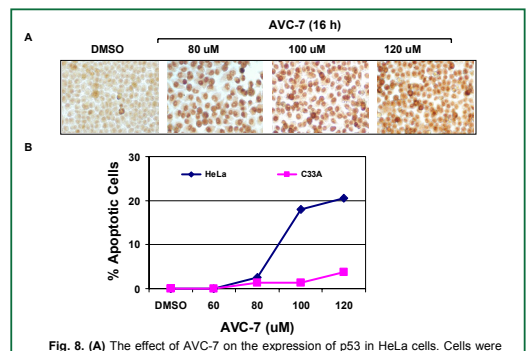 AVC-7 (16 h)
A
DMSO 80 uM 100 uM 120 uM
B
30
20
10
0
% Apoptotic Cells
HeLa C33A
DMSO 60 80 100 120
AVC-7 (uM)
Fig. 8. (A) The effect of AVC-7 on the expression of p53 in HeLa cells. Cells were